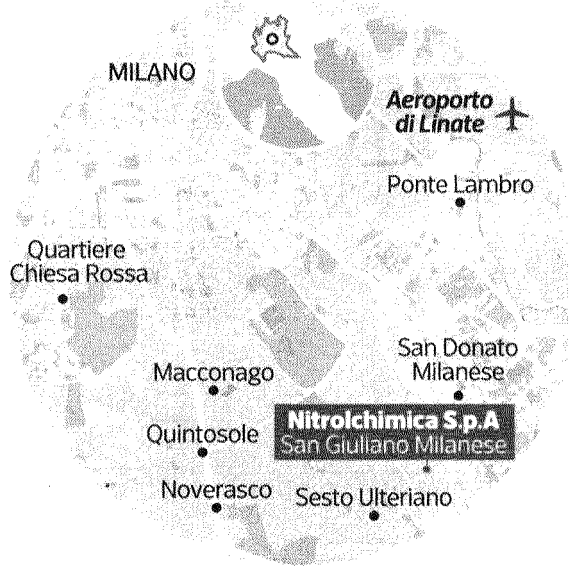 MILANO
Aeroporto
di Linate
Ponte Lambro
Quartiere
Chiesa Rossa
San Donato
Milanese
Macconago
Nitrolchimica S.p.A
San Giuliano Milanese
Quintosole
Noverasco
Sesto Ulteriano